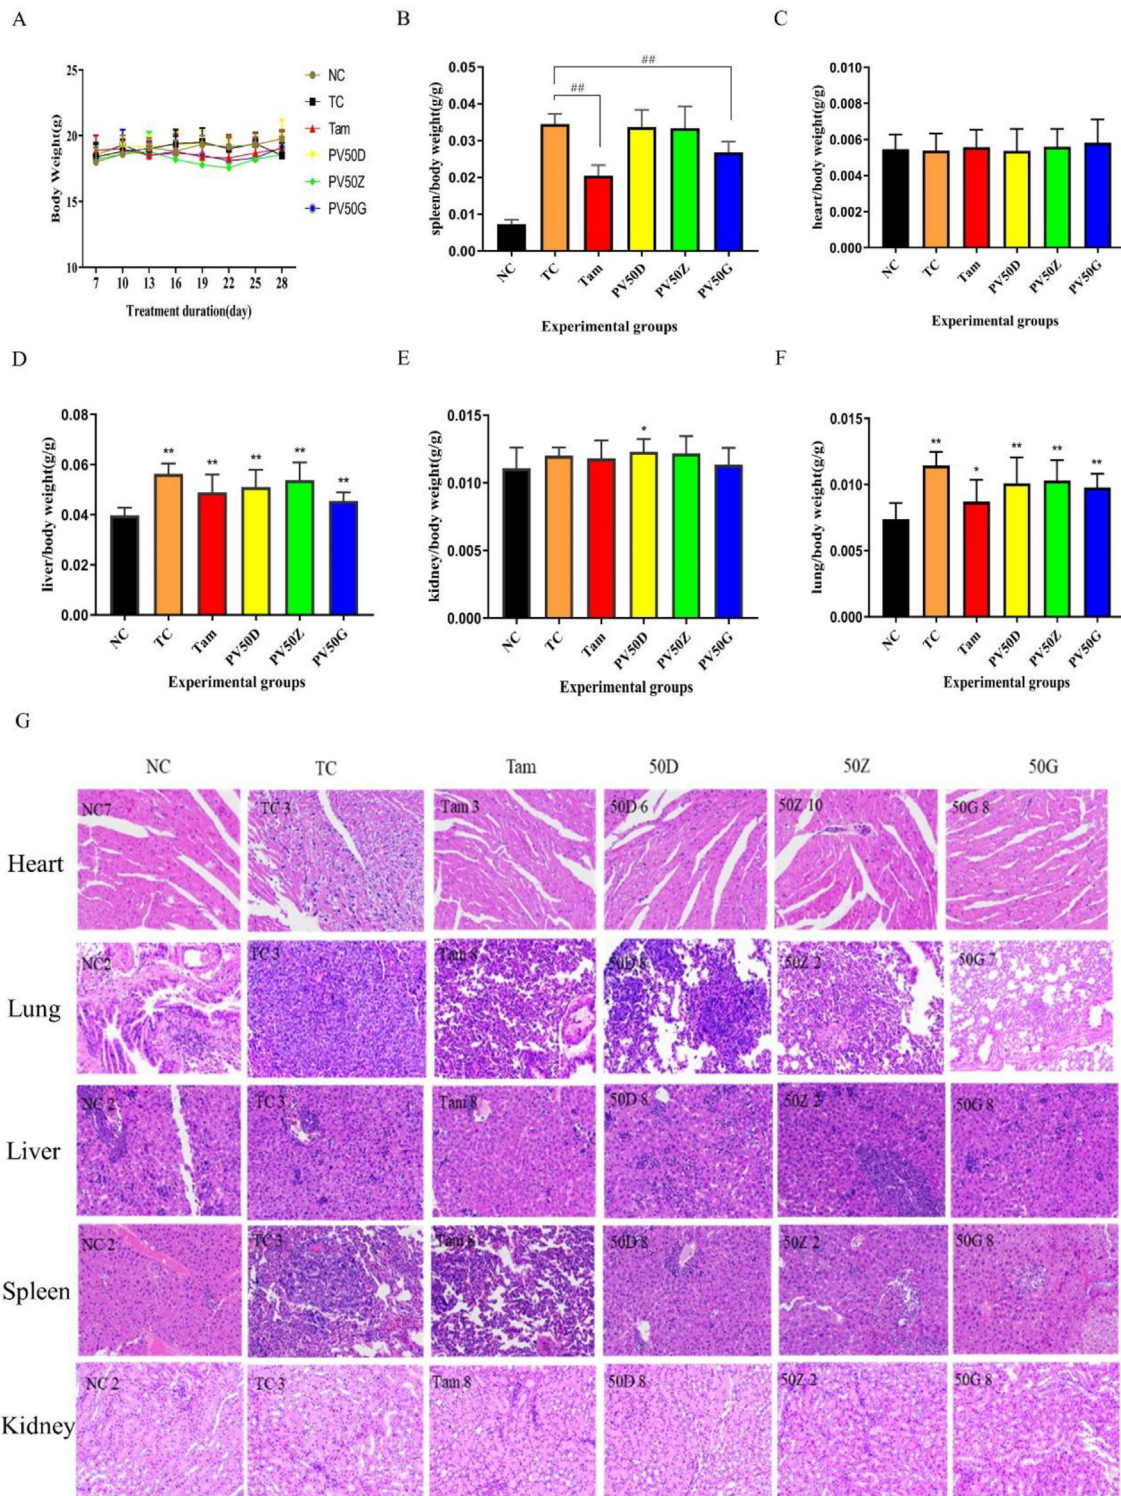 A
25
20
15
10
Body Weight(g)
7 10 13 16 19 22 25 28
Treatment duration(day)
NC
TC
Tam
PV50D
PV50Z
PV50G
B
##
##
0.05
0.04
0.03
0.02
0.01
0.00
spleen/body weight(g/g)
NC TC Tam PV50D PV50Z PV50G
Experimental groups
C
0.010
0.008
0.006
0.004
0.002
0.000
heart/body weight(g/g)
NC TC Tam PV50D PV50Z PV50G
Experimental groups
D
0.08
0.06
0.04
0.02
0.00
liver/body weight(g/g)
** ** ** ** **
NC TC Tam PV50D PV50Z PV50G
Experimental groups
E
0.015
0.010
0.005
0.000
kidney/body weight(g/g)
*
NC TC Tam PV50D PV50Z PV50G
Experimental groups
F
0.015
0.010
0.005
0.000
lung/body weight(g/g)
** * ** ** **
NC TC Tam PV50D PV50Z PV50G
Experimental groups
G
NC TC Tam 50D 50Z 50G
Heart
NC7 TC 3 Tam 3 50D 6 50Z 10 50G 8
Lung
NC2 TC 3 Tam 8 50D 8 50Z 2 50G 7
Liver
NC 2 TC 3 Tam 8 50D 8 50Z 2 50G 8
Spleen
NC 2 TC 3 Tam 8 50D 8 50Z 2 50G 8
Kidney
NC 2 TC 3 Tam 8 50D 8 50Z 2 50G 8